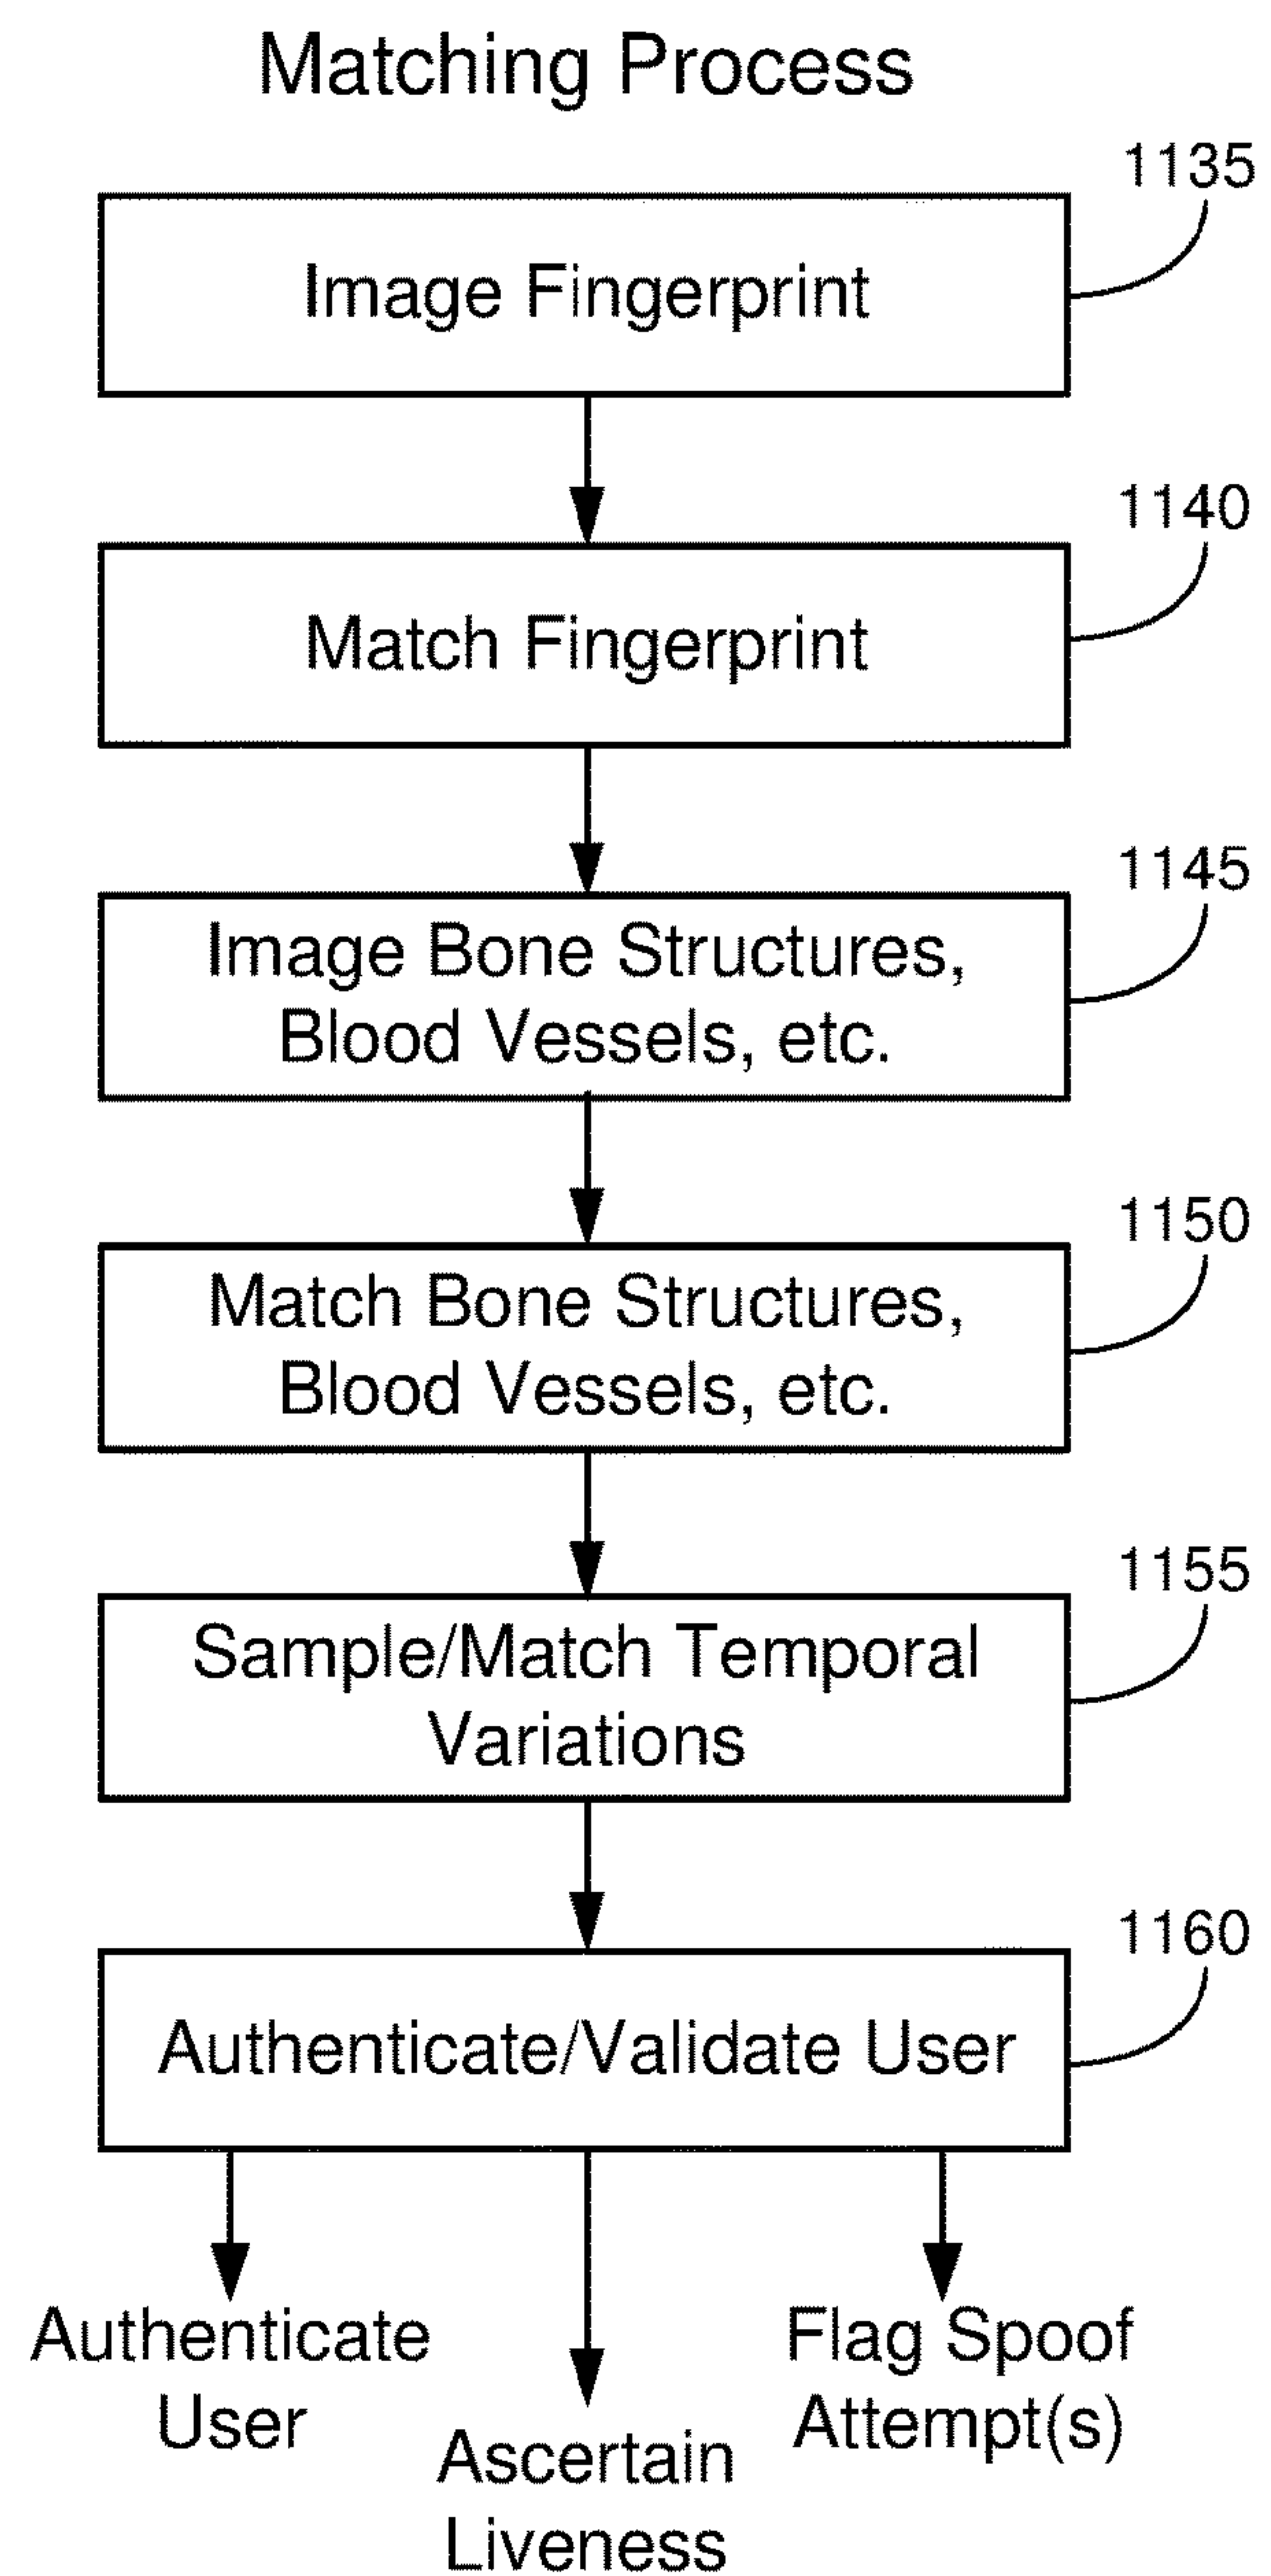 Matching Process
1135
Image Fingerprint
1140
Match Fingerprint
1145
Image Bone Structures,
Blood Vessels, etc.
1150
Match Bone Structures,
Blood Vessels, etc.
1155
Sample/Match Temporal
Variations
1160
Authenticate/Validate User
Authenticate
User
Ascertain
Liveness
Flag Spoof
Attempt(s)